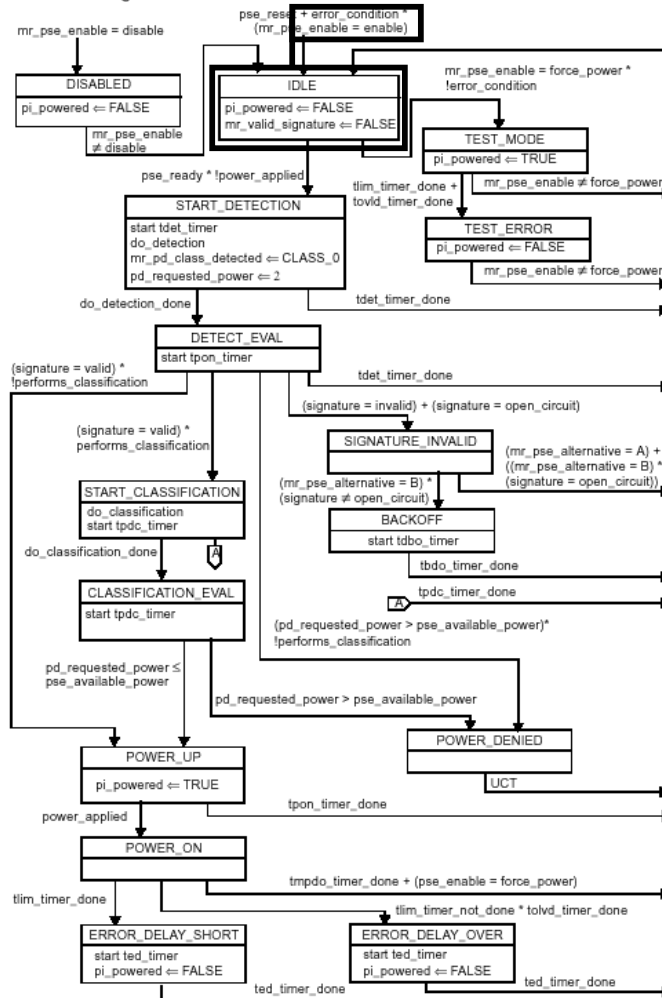 pse_reset + error_condition *
(mr_pse_enable = enable)
mr_pse_enable = disable
DISABLED
pi_powered ⇐ FALSE
mr_pse_enable
≠ disable
IDLE
pi_powered ⇐ FALSE
mr_valid_signature ⇐ FALSE
mr_pse_enable = force_power *
!error_condition
TEST_MODE
pi_powered ⇐ TRUE
mr_pse_enable ≠ force_power
tlim_timer_done +
tovld_timer_done
TEST_ERROR
pi_powered ⇐ FALSE
mr_pse_enable ≠ force_power
pse_ready * !power_applied
START_DETECTION
start tdet_timer
do_detection
mr_pd_class_detected ⇐ CLASS_0
pd_requested_power ⇐ 2
do_detection_done
tdet_timer_done
DETECT_EVAL
start tpon_timer
tdet_timer_done
(signature = valid) *
!performs_classification
(signature = invalid) + (signature = open_circuit)
(signature = valid) *
performs_classification
SIGNATURE_INVALID
(mr_pse_alternative = A) +
((mr_pse_alternative = B) *
(signature = open_circuit))
(mr_pse_alternative = B) *
(signature ≠ open_circuit)
START_CLASSIFICATION
do_classification
start tpdc_timer
A
BACKOFF
start tdbo_timer
tbdo_timer_done
do_classification_done
A
tpdc_timer_done
CLASSIFICATION_EVAL
start tpdc_timer
(pd_requested_power > pse_available_power)*
!performs_classification
pd_requested_power ≤
pse_available_power
pd_requested_power > pse_available_power
POWER_DENIED
UCT
POWER_UP
pi_powered ⇐ TRUE
tpon_timer_done
power_applied
POWER_ON
tmpdo_timer_done + (pse_enable = force_power)
tlim_timer_done
tlim_timer_not_done * tolvd_timer_done
ERROR_DELAY_SHORT
start ted_timer
pi_powered ⇐ FALSE
ERROR_DELAY_OVER
start ted_timer
pi_powered ⇐ FALSE
ted_timer_done
ted_timer_done